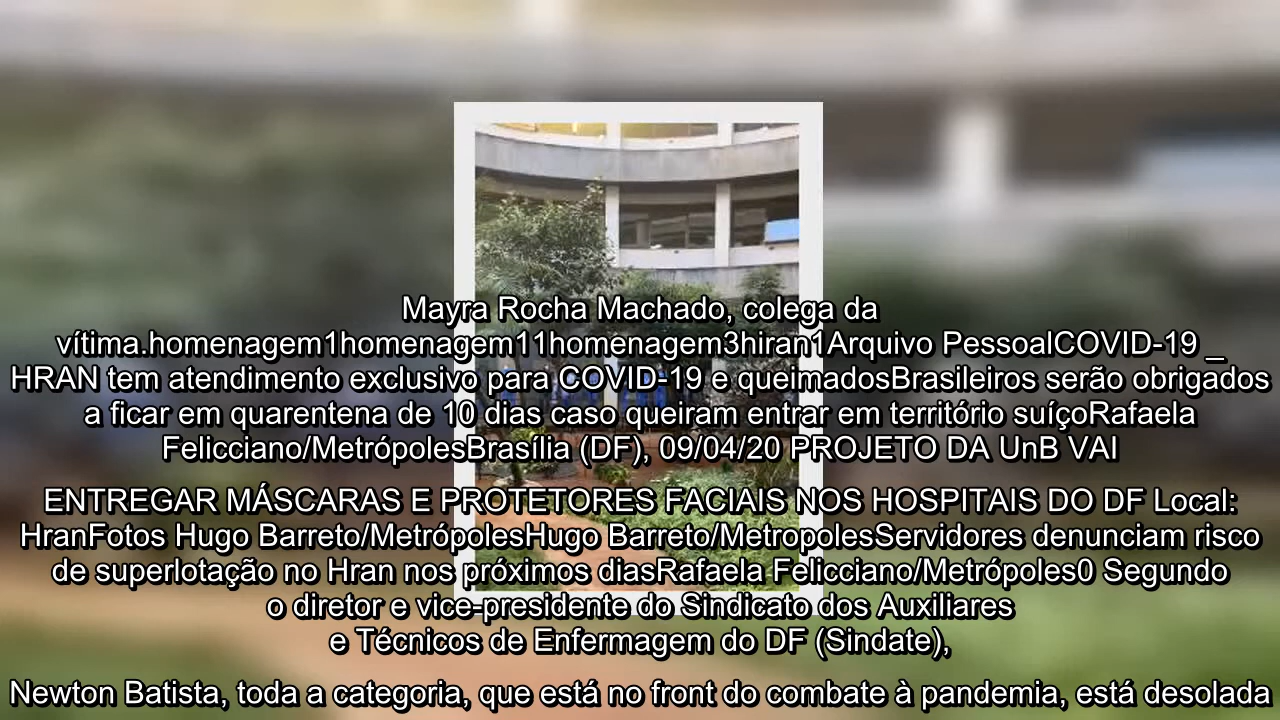 Mayra Rocha Machado, colega da
vítima.homenagem1homenagem11homenagem3hiran1Arquivo PessoalCOVID-19 _
HRAN tem atendimento exclusivo para COVID-19 e queimadosBrasileiros serão obrigados
a ficar em quarentena de 10 dias caso queiram entrar em território suíçoRafaela
Felicciano/MetrópolesBrasília (DF), 09/04/20 PROJETO DA UnB VAI
ENTREGAR MÁSCARAS E PROTETORES FACIAIS NOS HOSPITAIS DO DF Local:
HranFotos Hugo Barreto/MetrópolesHugo Barreto/MetropolesServidores denunciam risco
de superlotação no Hran nos próximos diasRafaela Felicciano/Metrópoles0 Segundo
o diretor e vice-presidente do Sindicato dos Auxiliares
e Técnicos de Enfermagem do DF (Sindate),
Newton Batista, toda a categoria, que está no front do combate à pandemia, está desolada